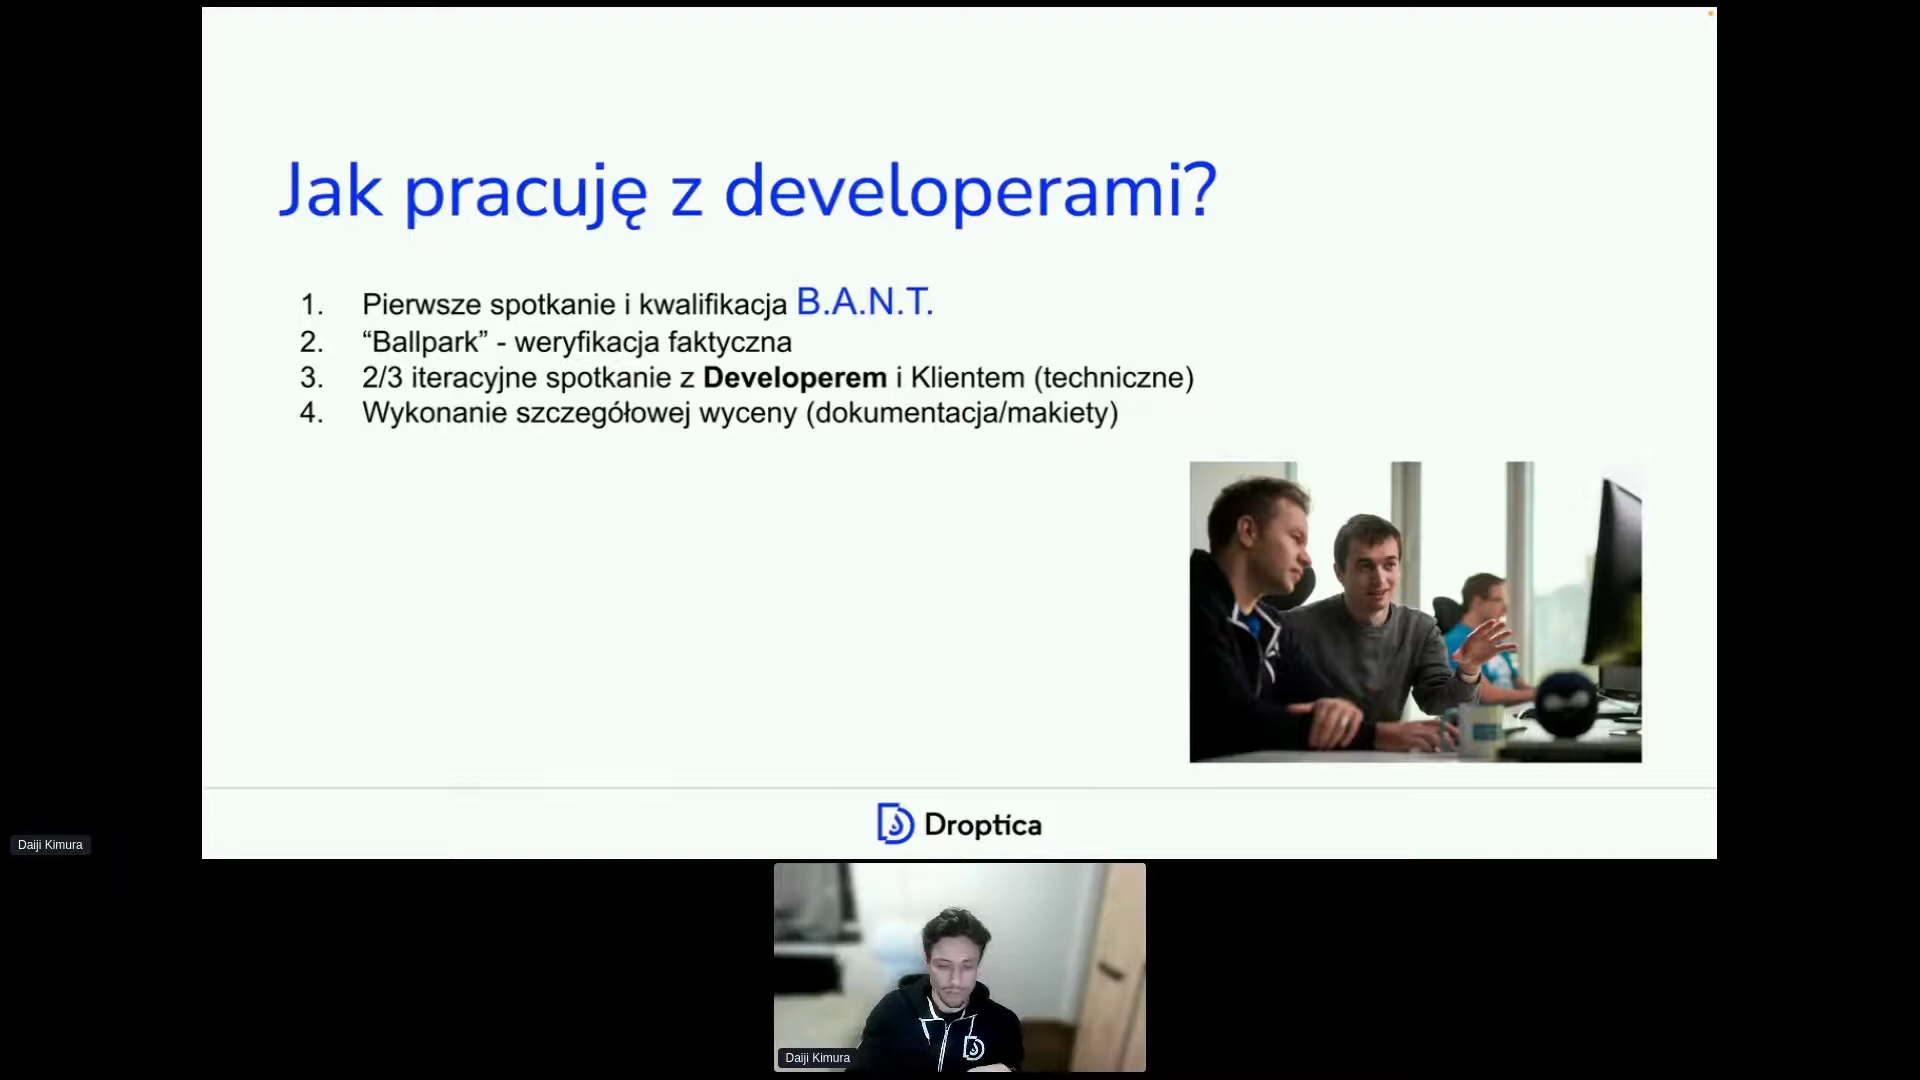 Jak pracuję z developerami?
1. Pierwsze spotkanie i kwalifikacja B.A.N.T.
2. “Ballpark” - weryfikacja faktyczna
3. 2/3 iteracyjne spotkanie z Developerem i Klientem (techniczne)
4. Wykonanie szczegółowej wyceny (dokumentacja/makiety)
Droptica
Daiji Kimura
Daiji Kimura